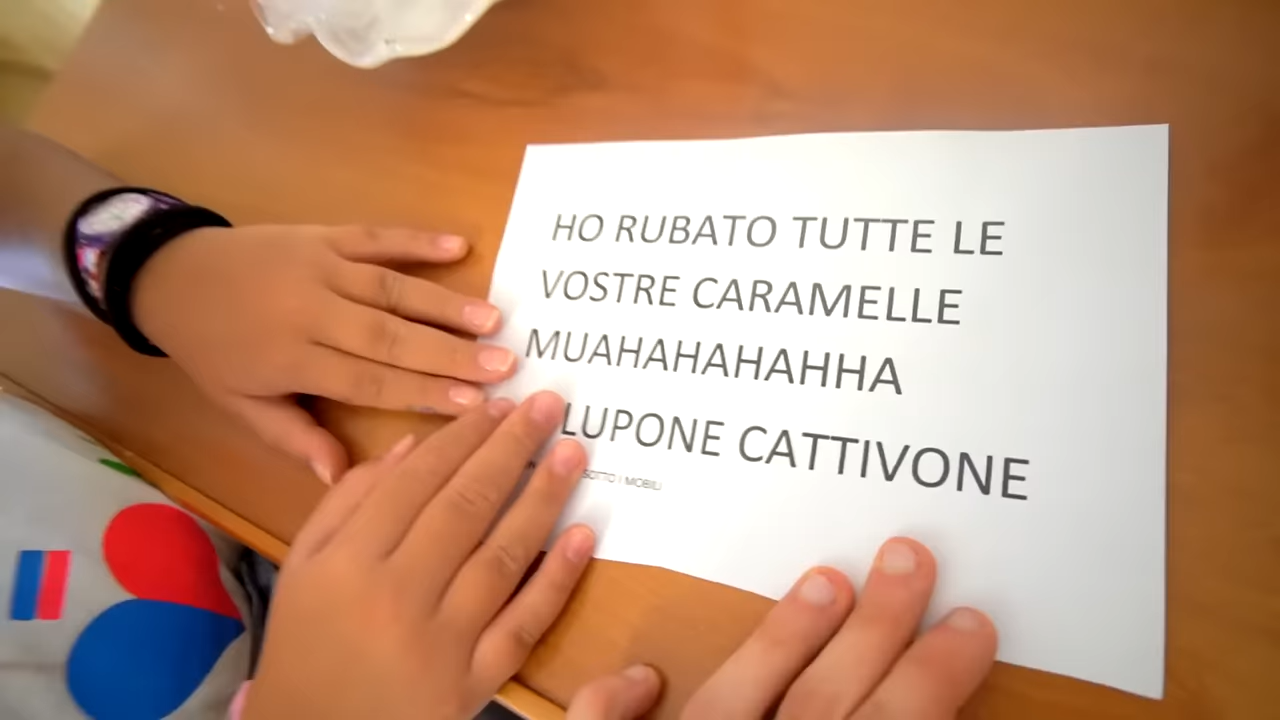 HO RUBATO TUTTE LE
VOSTRE CARAMELLE
MUAHAHAHAHHA
LUPONE CATTIVONE
SOTTO I MOBILI